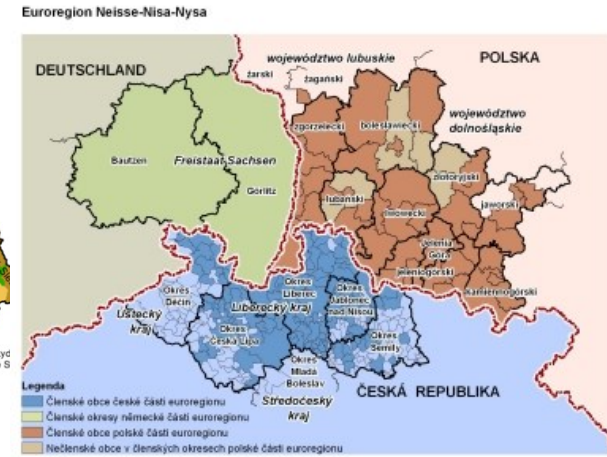 Euroregion Neisse-Nisa-Nysa
województwo lubuskie
POLSKA
DEUTSCHLAND
żarski
żagański
województwo
dolnośląskie
zgorzelecki
bolesławiecki
Bautzen
Freistaat Sachsen
Görlitz
złotoryjski
lubański
lwówecki
jaworski
Jelenia
Góra
jeleniogórski
kamiennogórski
Okres
Děčín
Ústecký
kraj
Okres
Liberec
Liberecký kraj
Okres
Jablonec
nad Nisou
Okres
Česká Lípa
Okres
Semily
Okres
Mladá
Boleslav
Středočeský
kraj
ČESKÁ REPUBLIKA
Legenda
Členské obce české části euroregionu
Členské okresy německé části euroregionu
Členské obce polské části euroregionu
Nečlenské obce v členských okresech polské části euroregionu